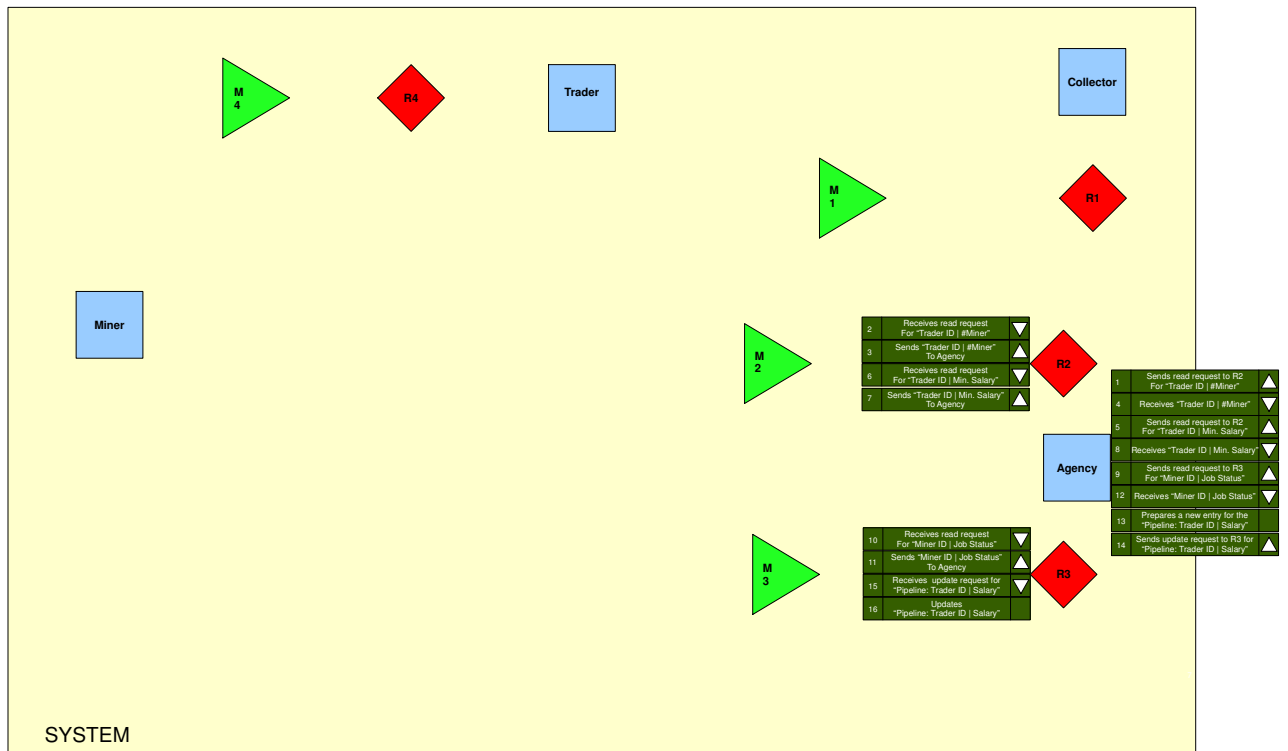 M
4
R4
Trader
Collector
M
1
R1
Miner
M
2
2
Receives read request
For “Trader ID | #Miner”
3
Sends “Trader ID | #Miner”
To Agency
6
Receives read request
For “Trader ID | Min. Salary”
7
Sends “Trader ID | Min. Salary”
To Agency
R2
1
Sends read request to R2
For “Trader ID | #Miner”
4
Receives “Trader ID | #Miner”
5
Sends read request to R2
For “Trader ID | Min. Salary”
8
Receives “Trader ID | Min. Salary”
9
Sends read request to R3
For “Miner ID | Job Status”
12
Receives “Miner ID | Job Status”
13
Prepares a new entry for the
“Pipeline: Trader ID | Salary”
14
Sends update request to R3 for
“Pipeline: Trader ID | Salary”
Agency
M
3
10
Receives read request
For “Miner ID | Job Status”
11
Sends “Miner ID | Job Status”
To Agency
15
Receives update request for
“Pipeline: Trader ID | Salary”
16
Updates
“Pipeline: Trader ID | Salary”
R3
SYSTEM